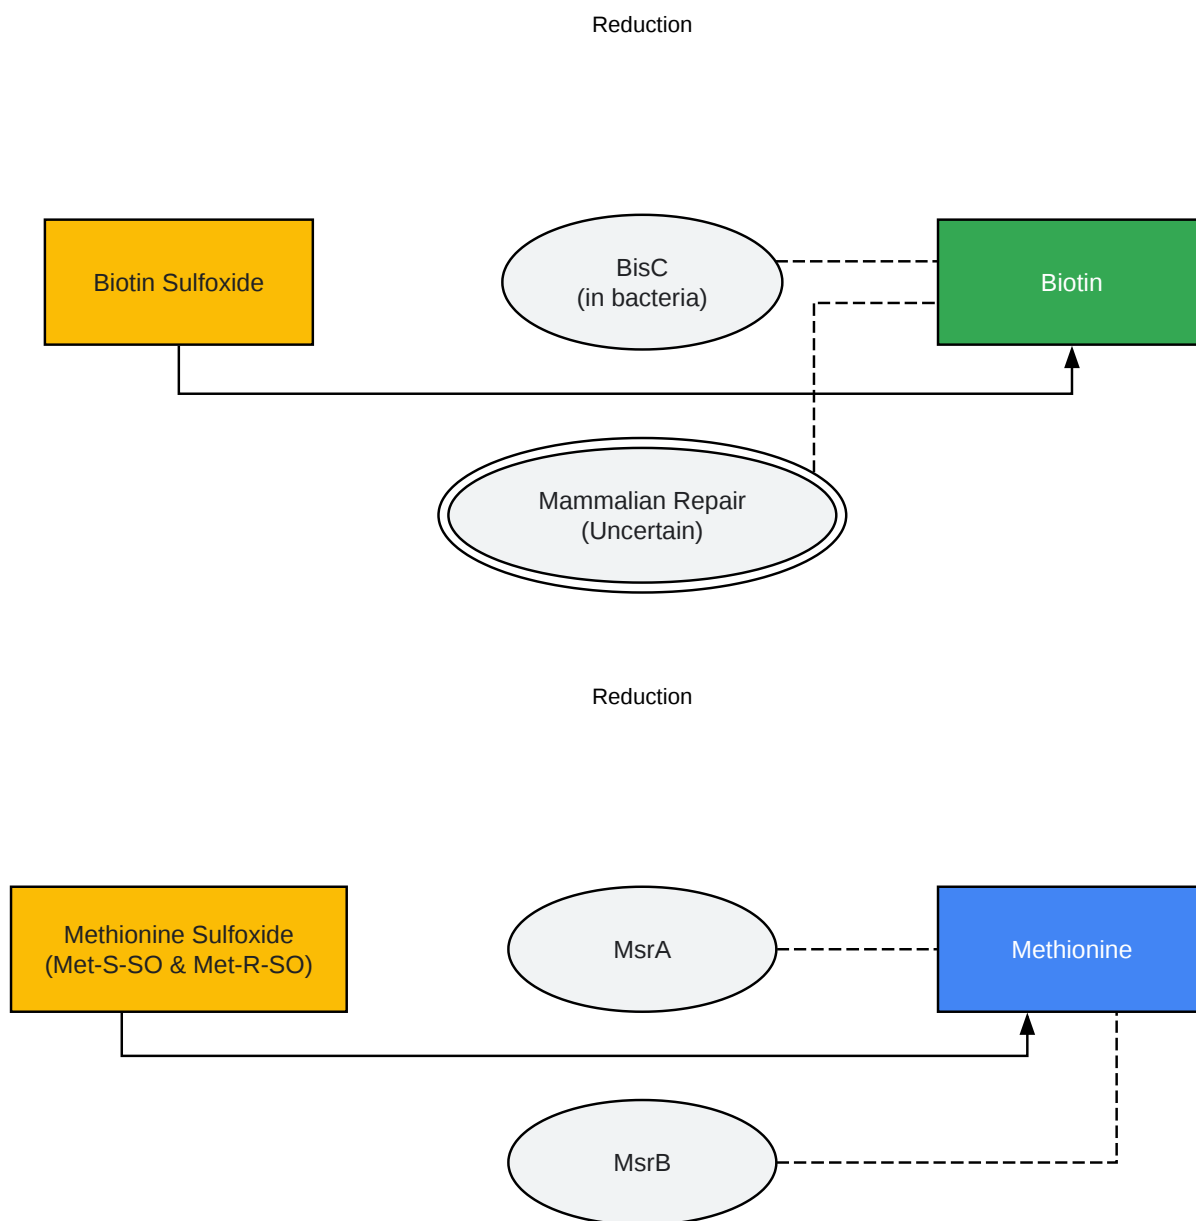 Reduction
Biotin Sulfoxide
BisC
(in bacteria)
Biotin
Mammalian Repair
(Uncertain)
Reduction
Methionine Sulfoxide
(Met-S-SO & Met-R-SO)
MsrA
Methionine
MsrB